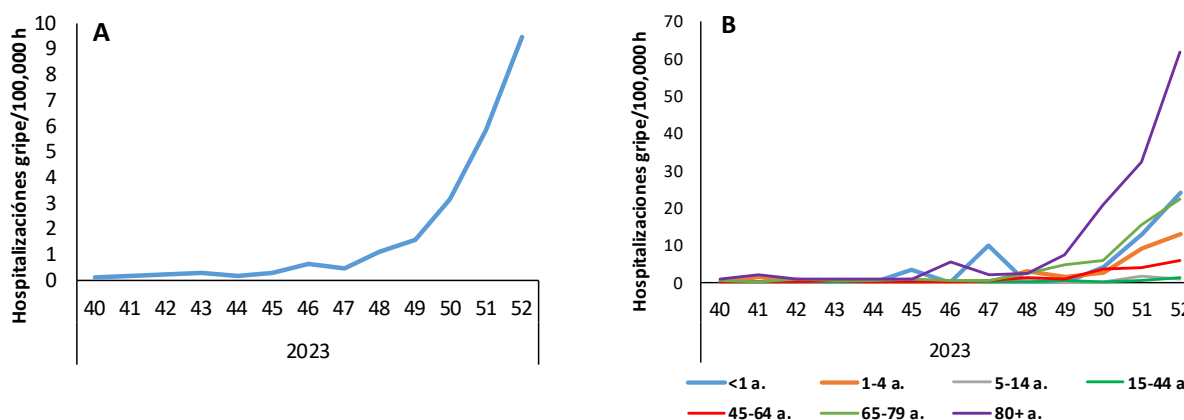 A
Hospitalizaciónes gripe/100,000 h
10
9
8
7
6
5
4
3
2
1
0
40 41 42 43 44 45 46 47 48 49 50 51 52
2023
B
Hospitalizaciones gripe/100,000 h
70
60
50
40
30
20
10
0
40 41 42 43 44 45 46 47 48 49 50 51 52
2023
<1 a. 1-4 a. 5-14 a. 15-44 a
45-64 a. 65-79 a. 80+ a.